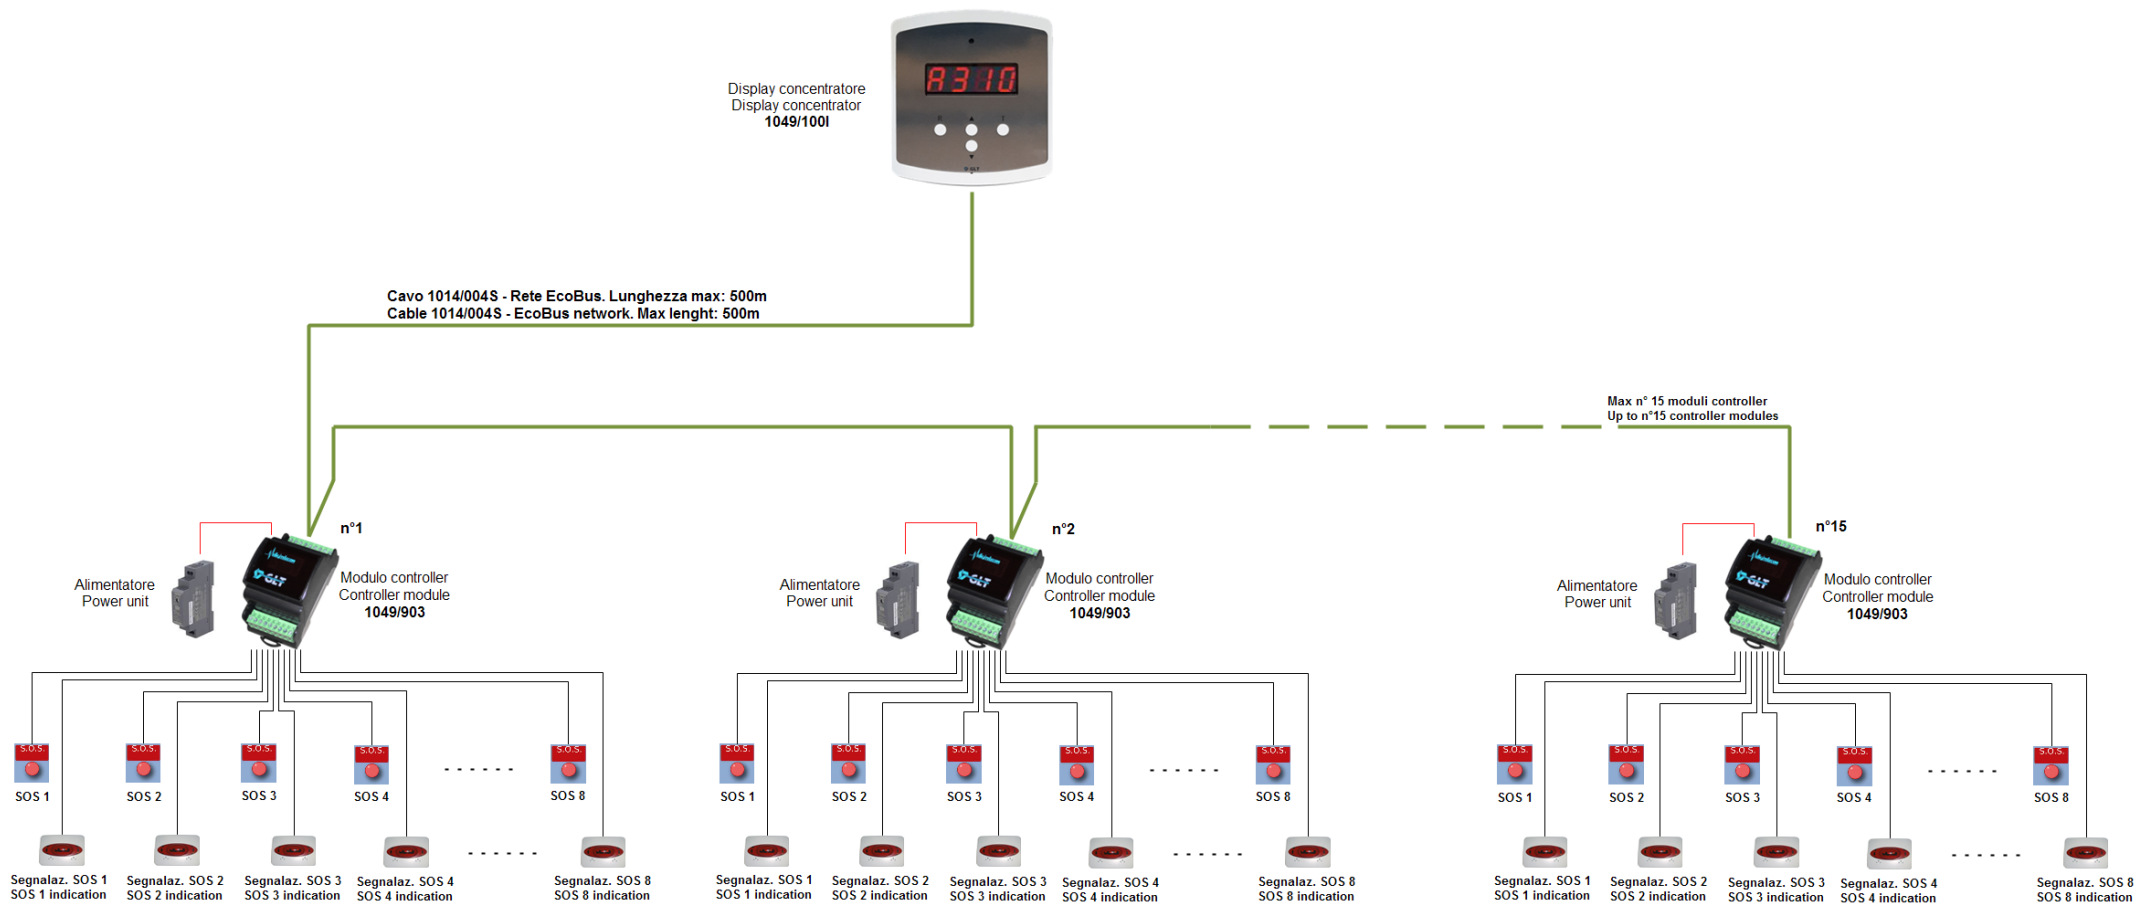 A310
Display concentratore
Display concentrator
1049/100I
GLT
Cavo 1014/004S - Rete EcoBus. Lunghezza max: 500m
Cable 1014/004S - EcoBus network. Max lenght: 500m
Max n° 15 moduli controller
Up to n°15 controller modules
n°1
n°2
n°15
GLT
Alimentatore
Power unit
Modulo controller
Controller module
1049/903
GLT
Alimentatore
Power unit
Modulo controller
Controller module
1049/903
GLT
Alimentatore
Power unit
Modulo controller
Controller module
1049/903
S.O.S. S.O.S. S.O.S. S.O.S. S.O.S.
SOS 1 SOS 2 SOS 3 SOS 4 SOS 8
S.O.S. S.O.S. S.O.S. S.O.S. S.O.S.
SOS 1 SOS 2 SOS 3 SOS 4 SOS 8
S.O.S. S.O.S. S.O.S. S.O.S. S.O.S.
SOS 1 SOS 2 SOS 3 SOS 4 SOS 8
Segnalaz. SOS 1 Segnalaz. SOS 2 Segnalaz. SOS 3 Segnalaz. SOS 4 Segnalaz. SOS 8
SOS 1 indication SOS 2 indication SOS 3 indication SOS 4 indication SOS 8 indication
Segnalaz. SOS 1 Segnalaz. SOS 2 Segnalaz. SOS 3 Segnalaz. SOS 4 Segnalaz. SOS 8
SOS 1 indication SOS 2 indication SOS 3 indication SOS 4 indication SOS 8 indication
Segnalaz. SOS 1 Segnalaz. SOS 2 Segnalaz. SOS 3 Segnalaz. SOS 4 Segnalaz. SOS 8
SOS 1 indication SOS 2 indication SOS 3 indication SOS 4 indication SOS 8 indication